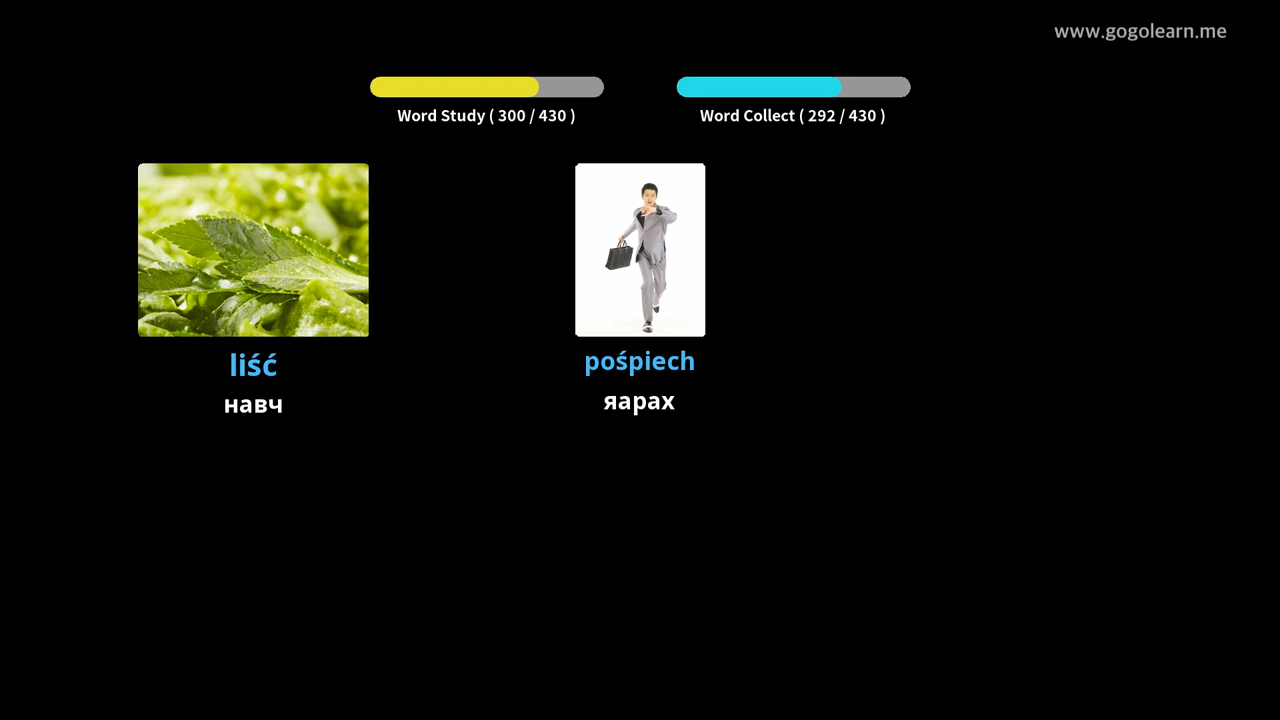 www.gogolearn.me
Word Study ( 300 / 430 )
Word Collect ( 292 / 430 )
liść
навч
pośpiech
яарах